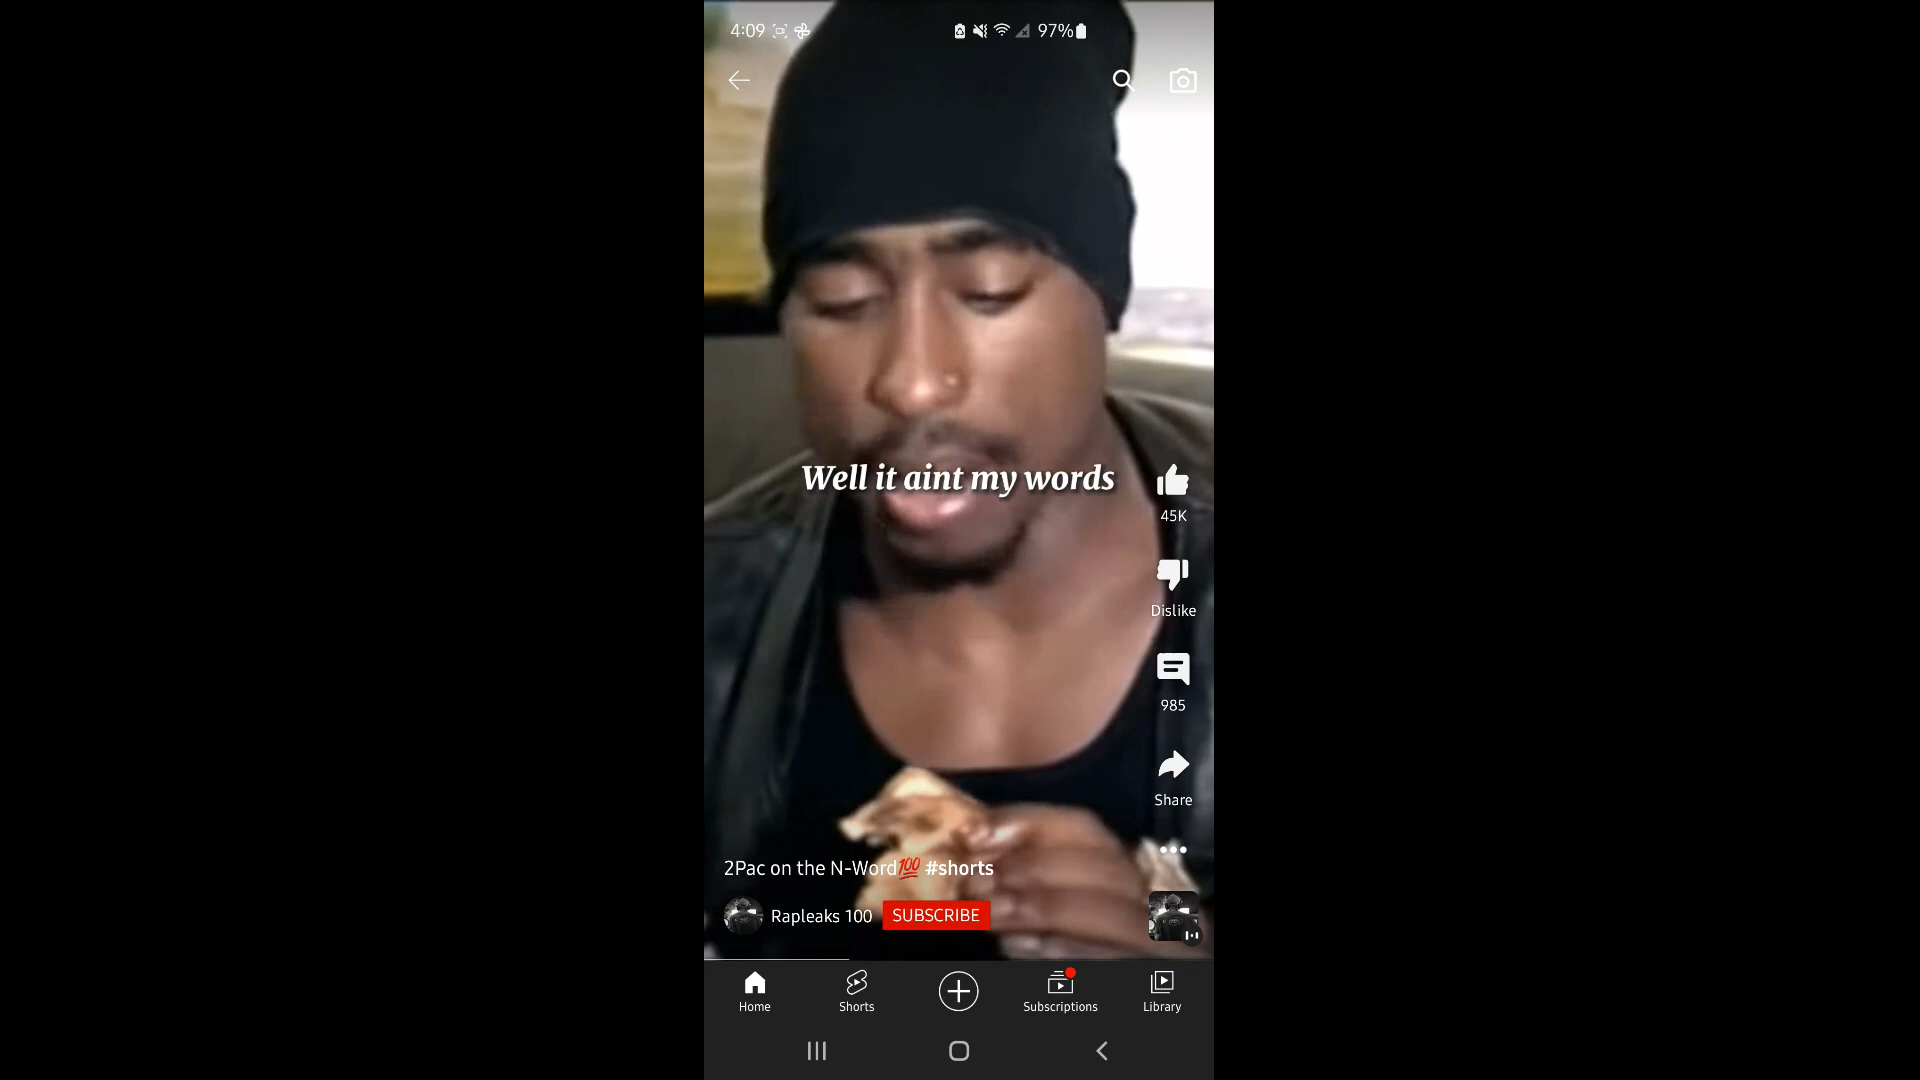 4:09 97%
Well it aint my words
45K
Dislike
985
Share
2Pac on the N-Word💯 #shorts
Rapleaks 100 SUBSCRIBE
Home Shorts Subscriptions Library